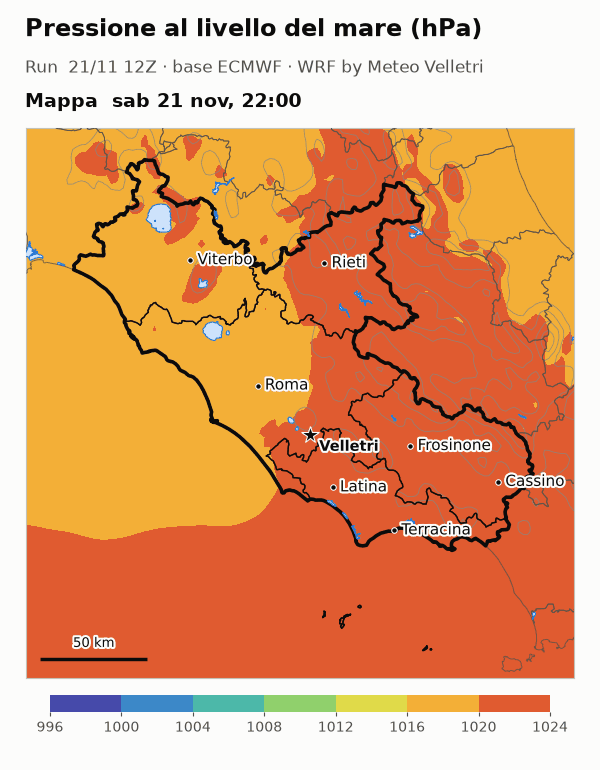 Pressione al livello del mare (hPa)
Run  21/11 12Z · base ECMWF · WRF by Meteo Velletri
Mappa  sab 21 nov, 22:00
Viterbo
Rieti
Roma
Velletri
Frosinone
Cassino
Latina
Terracina
50 km
996 1000 1004 1008 1012 1016 1020 1024